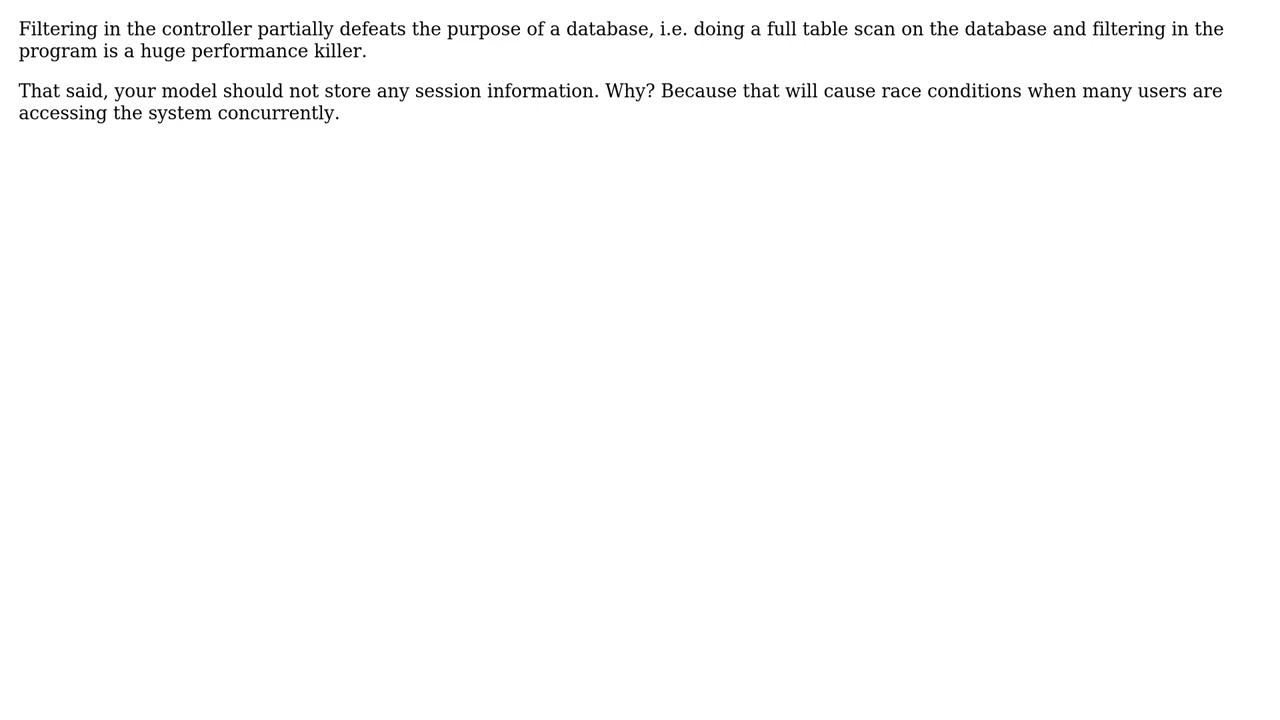 Filtering in the controller partially defeats the purpose of a database, i.e. doing a full table scan on the database and filtering in the
program is a huge performance killer.
That said, your model should not store any session information. Why? Because that will cause race conditions when many users are
accessing the system concurrently.